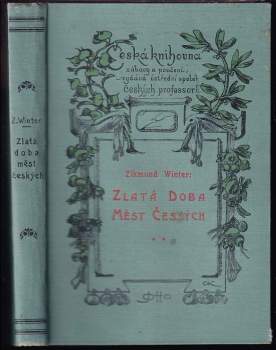 Z. Winter
Zlatá
doba
měst
českých
Česká knihovna
zábavy a poučení,
vydává ústřední spolek
českých professorů
Zikmund Winter:
ZLATÁ DOBA
MĚST ČESKÝCH
OTTO